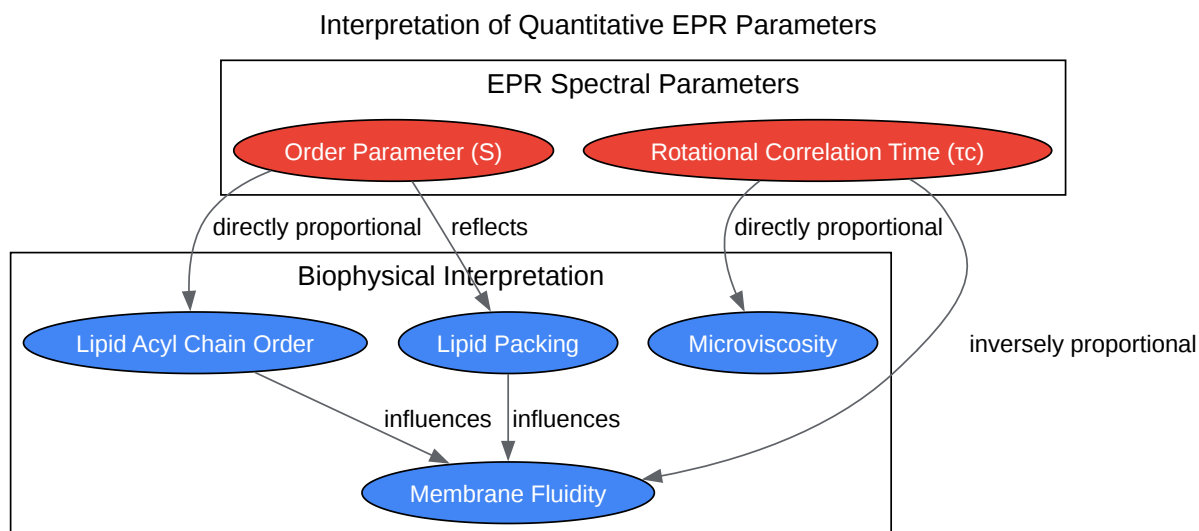 Interpretation of Quantitative EPR Parameters
EPR Spectral Parameters
Order Parameter (S)
Rotational Correlation Time (τc)
directly proportional
reflects
directly proportional
Biophysical Interpretation
Lipid Acyl Chain Order
Lipid Packing
Microviscosity
inversely proportional
influences
influences
Membrane Fluidity